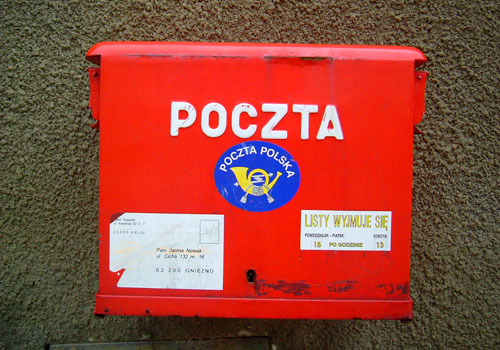 POCZTA
POCZTA POLSKA
LISTY WYJMUJE SIĘ
PONIEDZIAŁEK - PIĄTEK SOBOTA
16 PO GODZINIE 13
Pani Janina Nowak
ul. Cicha 132 m. 16
62 200 GNIEZNO